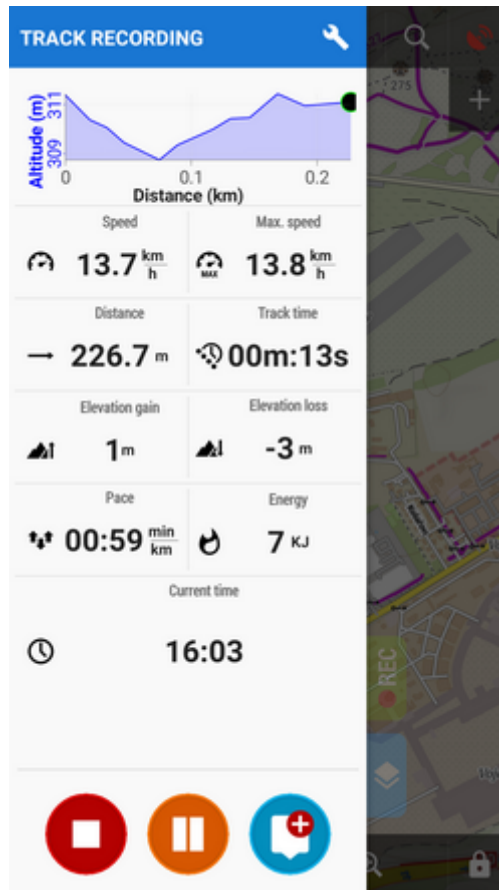 TRACK RECORDING
275
Altitude (m)
311
309
0
0.1
0.2
Distance (km)
Speed
Max. speed
13.7 km/h
MAX
13.8 km/h
Distance
Track time
226.7 m
00m:13s
Elevation gain
Elevation loss
1 m
-3 m
Pace
Energy
00:59 min/km
7 KJ
Current time
16:03
REC